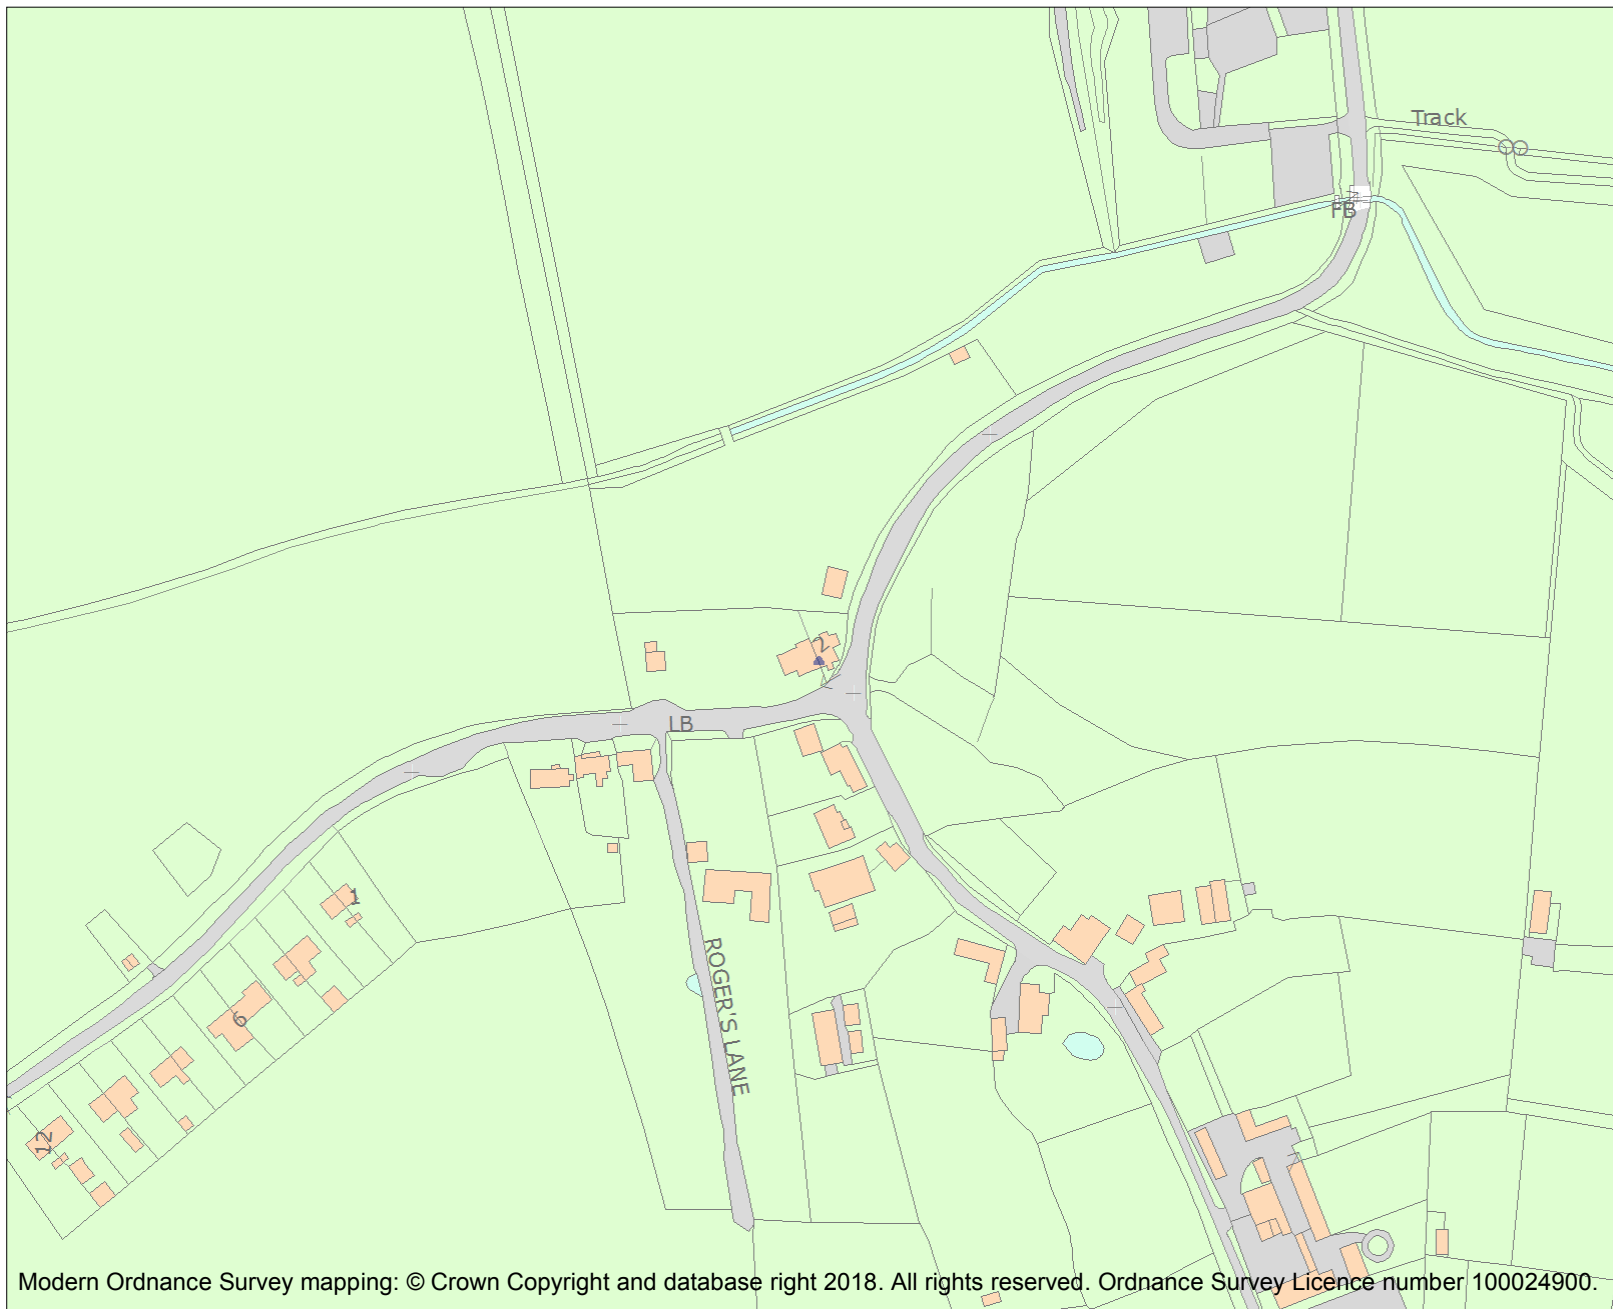 Track
FB
2
LB
1
ROGER'S LANE
6
12
Modern Ordnance Survey mapping: © Crown Copyright and database right 2018. All rights reserved. Ordnance Survey Licence number 100024900.